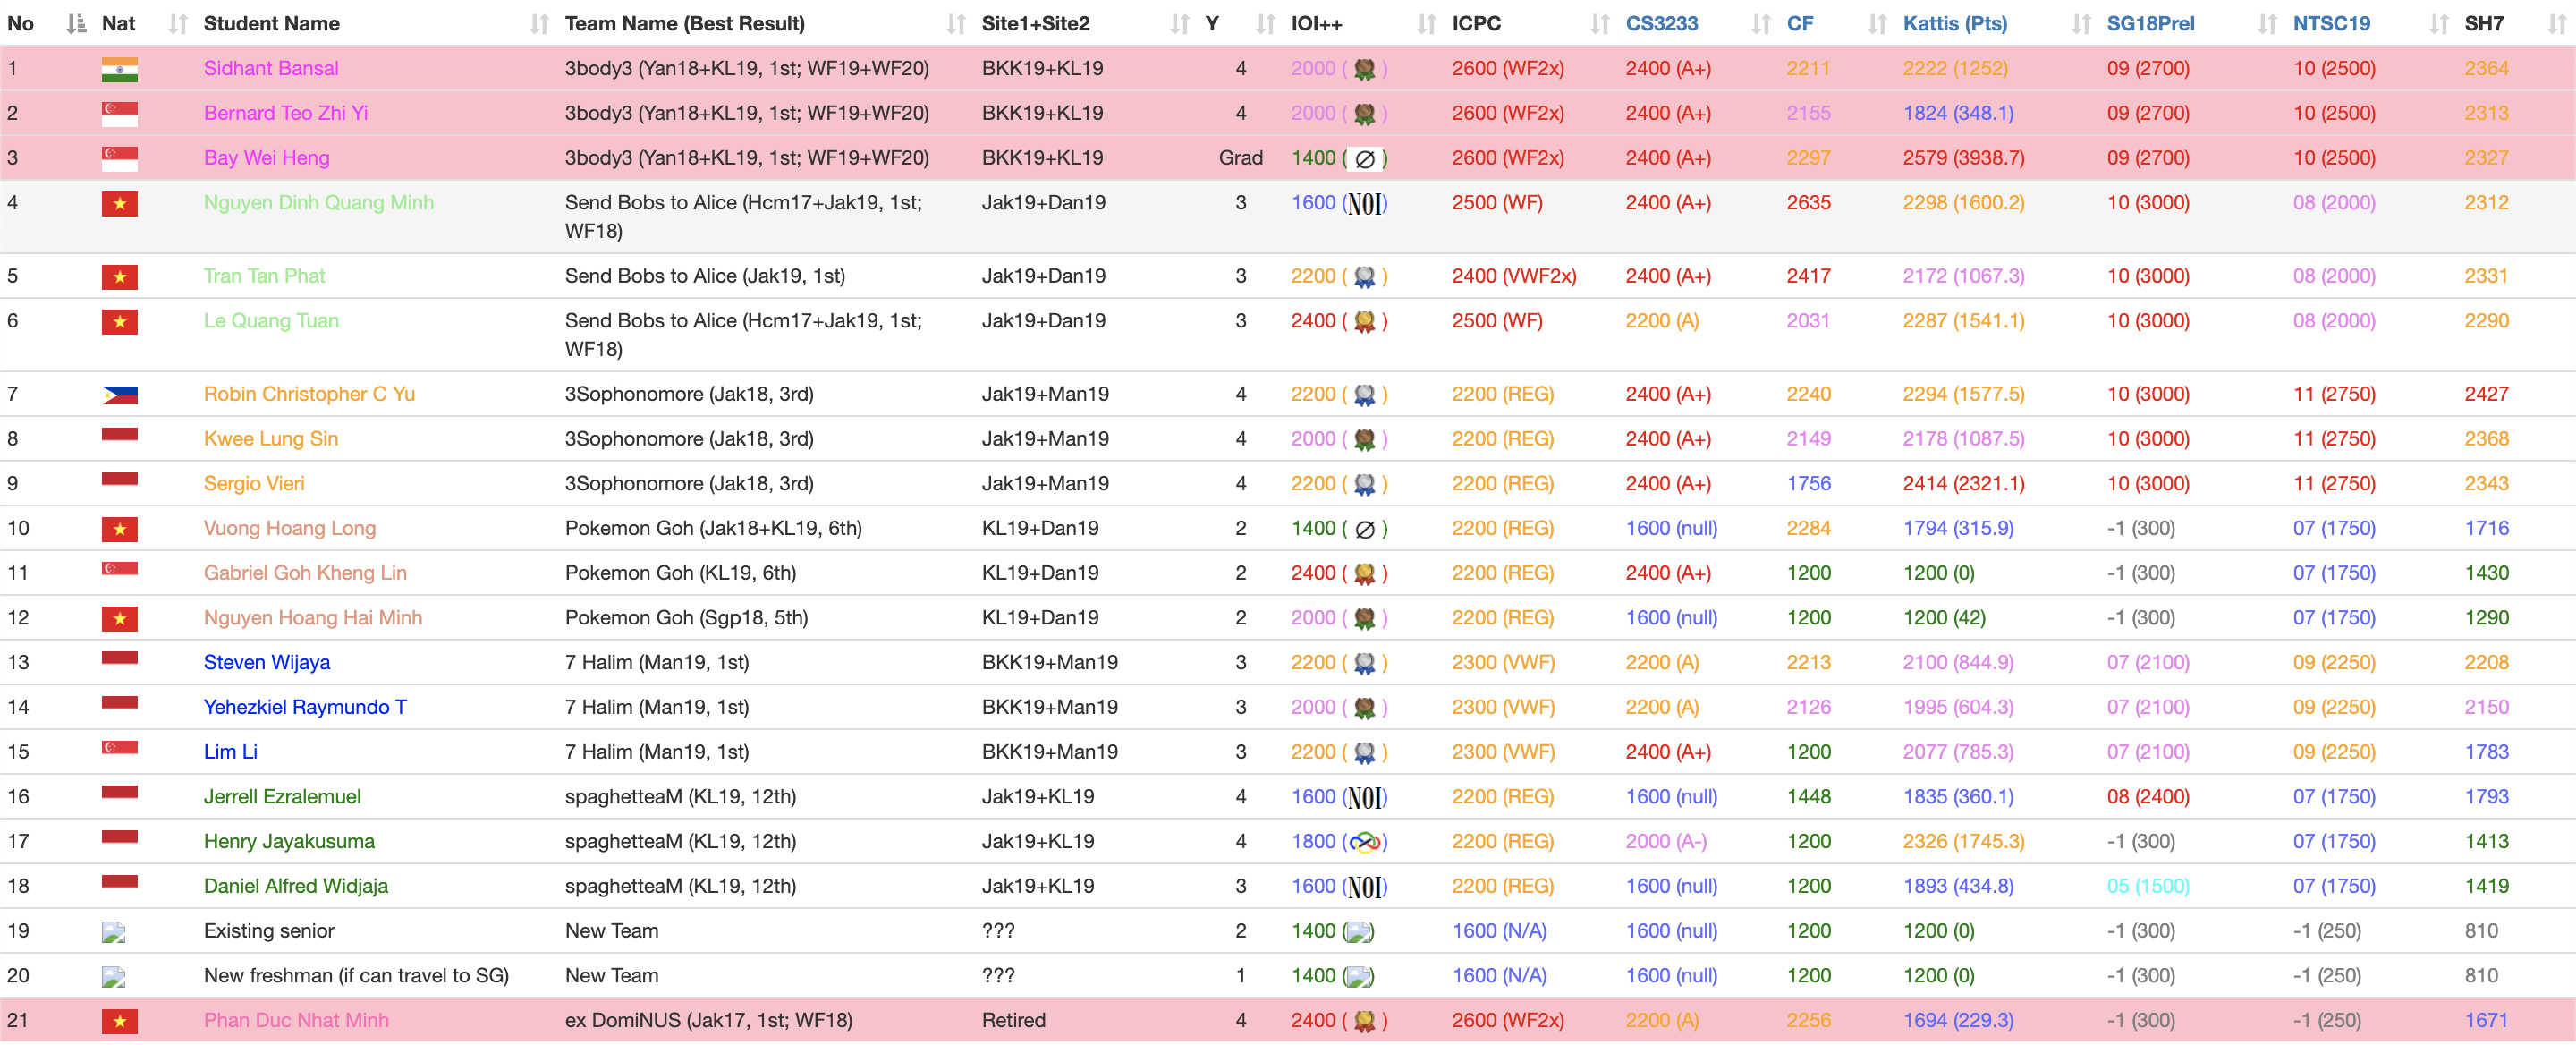 No Nat Student Name Team Name (Best Result) Site1+Site2 Y IOI++ ICPC CS3233 CF Kattis (Pts) SG18Prel NTSC19 SH7
1 Sidhant Bansal 3body3 (Yan18+KL19, 1st; WF19+WF20) BKK19+KL19 4 2000 ( ) 2600 (WF2x) 2400 (A+) 2211 2222 (1252) 09 (2700) 10 (2500) 2364
2 Bernard Teo Zhi Yi 3body3 (Yan18+KL19, 1st; WF19+WF20) BKK19+KL19 4 2000 ( ) 2600 (WF2x) 2400 (A+) 2155 1824 (348.1) 09 (2700) 10 (2500) 2313
3 Bay Wei Heng 3body3 (Yan18+KL19, 1st; WF19+WF20) BKK19+KL19 Grad 1400 (∅) 2600 (WF2x) 2400 (A+) 2297 2579 (3938.7) 09 (2700) 10 (2500) 2327
4 Nguyen Dinh Quang Minh Send Bobs to Alice (Hcm17+Jak19, 1st; Jak19+Dan19 3 1600 (NOI) 2500 (WF) 2400 (A+) 2635 2298 (1600.2) 10 (3000) 08 (2000) 2312
WF18)
5 Tran Tan Phat Send Bobs to Alice (Jak19, 1st) Jak19+Dan19 3 2200 ( ) 2400 (VWF2x) 2400 (A+) 2417 2172 (1067.3) 10 (3000) 08 (2000) 2331
6 Le Quang Tuan Send Bobs to Alice (Hcm17+Jak19, 1st; Jak19+Dan19 3 2400 ( ) 2500 (WF) 2200 (A) 2031 2287 (1541.1) 10 (3000) 08 (2000) 2290
WF18)
7 Robin Christopher C Yu 3Sophonomore (Jak18, 3rd) Jak19+Man19 4 2200 ( ) 2200 (REG) 2400 (A+) 2240 2294 (1577.5) 10 (3000) 11 (2750) 2427
8 Kwee Lung Sin 3Sophonomore (Jak18, 3rd) Jak19+Man19 4 2000 ( ) 2200 (REG) 2400 (A+) 2149 2178 (1087.5) 10 (3000) 11 (2750) 2368
9 Sergio Vieri 3Sophonomore (Jak18, 3rd) Jak19+Man19 4 2200 ( ) 2200 (REG) 2400 (A+) 1756 2414 (2321.1) 10 (3000) 11 (2750) 2343
10 Vuong Hoang Long Pokemon Goh (Jak18+KL19, 6th) KL19+Dan19 2 1400 (∅) 2200 (REG) 1600 (null) 2284 1794 (315.9) -1 (300) 07 (1750) 1716
11 Gabriel Goh Kheng Lin Pokemon Goh (KL19, 6th) KL19+Dan19 2 2400 ( ) 2200 (REG) 2400 (A+) 1200 1200 (0) -1 (300) 07 (1750) 1430
12 Nguyen Hoang Hai Minh Pokemon Goh (Sgp18, 5th) KL19+Dan19 2 2000 ( ) 2200 (REG) 1600 (null) 1200 1200 (42) -1 (300) 07 (1750) 1290
13 Steven Wijaya 7 Halim (Man19, 1st) BKK19+Man19 3 2200 ( ) 2300 (VWF) 2200 (A) 2213 2100 (844.9) 07 (2100) 09 (2250) 2208
14 Yehezkiel Raymundo T 7 Halim (Man19, 1st) BKK19+Man19 3 2000 ( ) 2300 (VWF) 2200 (A) 2126 1995 (604.3) 07 (2100) 09 (2250) 2150
15 Lim Li 7 Halim (Man19, 1st) BKK19+Man19 3 2200 ( ) 2300 (VWF) 2400 (A+) 1200 2077 (785.3) 07 (2100) 09 (2250) 1783
16 Jerrell Ezralemuel spaghetteaM (KL19, 12th) Jak19+KL19 4 1600 (NOI) 2200 (REG) 1600 (null) 1448 1835 (360.1) 08 (2400) 07 (1750) 1793
17 Henry Jayakusuma spaghetteaM (KL19, 12th) Jak19+KL19 4 1800 ( ) 2200 (REG) 2000 (A-) 1200 2326 (1745.3) -1 (300) 07 (1750) 1413
18 Daniel Alfred Widjaja spaghetteaM (KL19, 12th) Jak19+KL19 3 1600 (NOI) 2200 (REG) 1600 (null) 1200 1893 (434.8) 05 (1500) 07 (1750) 1419
19 Existing senior New Team ??? 2 1400 ( ) 1600 (N/A) 1600 (null) 1200 1200 (0) -1 (300) -1 (250) 810
20 New freshman (if can travel to SG) New Team ??? 1 1400 ( ) 1600 (N/A) 1600 (null) 1200 1200 (0) -1 (300) -1 (250) 810
21 Phan Duc Nhat Minh ex DomiNUS (Jak17, 1st; WF18) Retired 4 2400 ( ) 2600 (WF2x) 2200 (A) 2256 1694 (229.3) -1 (300) -1 (250) 1671